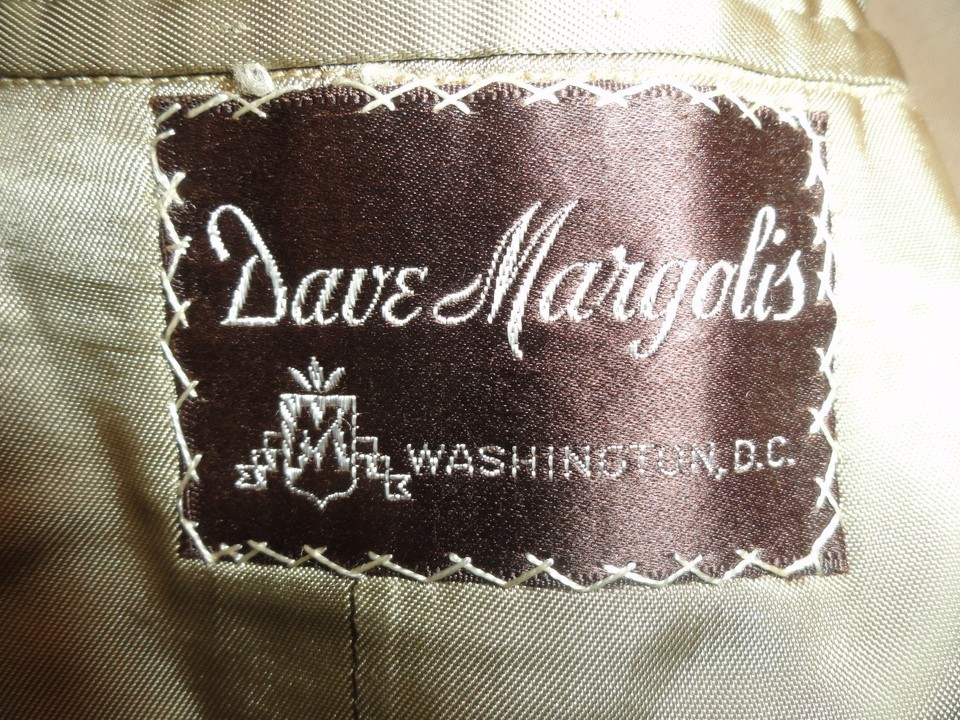 Dave Margolis
M
WASHINGTON, D.C.